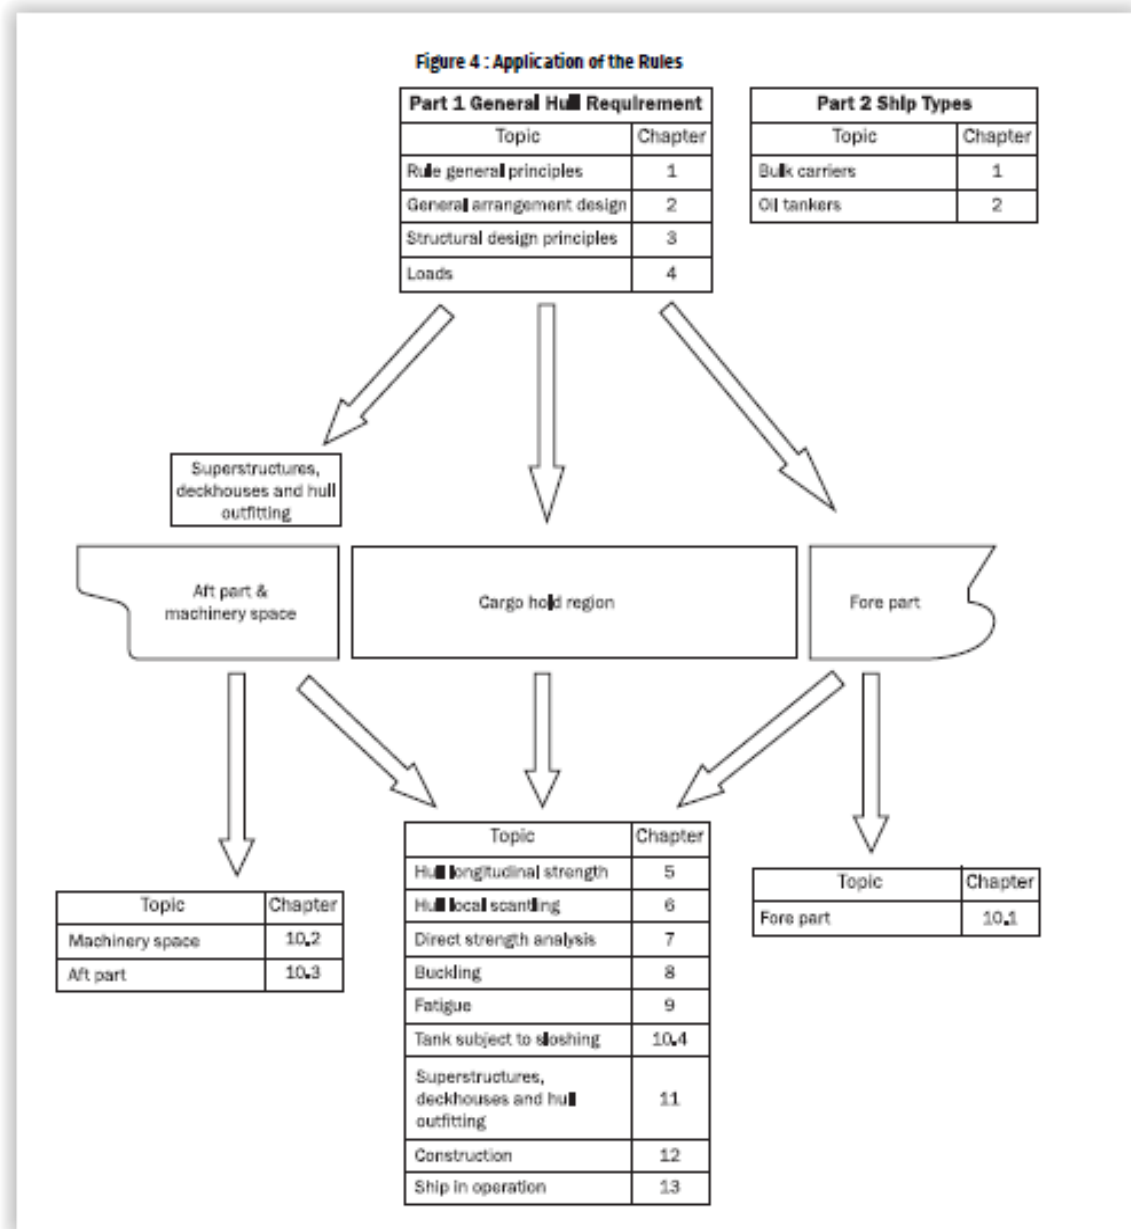 Figure 4 : Application of the Rules
Part 1 General Hull Requirement
Topic Chapter
Rule general principles 1
General arrangement design 2
Structural design principles 3
Loads 4
Part 2 Ship Types
Topic Chapter
Bulk carriers 1
Oil tankers 2
Superstructures,
deckhouses and hull
outfitting
Aft part &
machinery space
Cargo hold region
Fore part
Topic Chapter
Machinery space 10.2
Aft part 10.3
Topic Chapter
Hull longitudinal strength 5
Hull local scantling 6
Direct strength analysis 7
Buckling 8
Fatigue 9
Tank subject to sloshing 10.4
Superstructures,
deckhouses and hull 11
outfitting
Construction 12
Ship in operation 13
Topic Chapter
Fore part 10.1